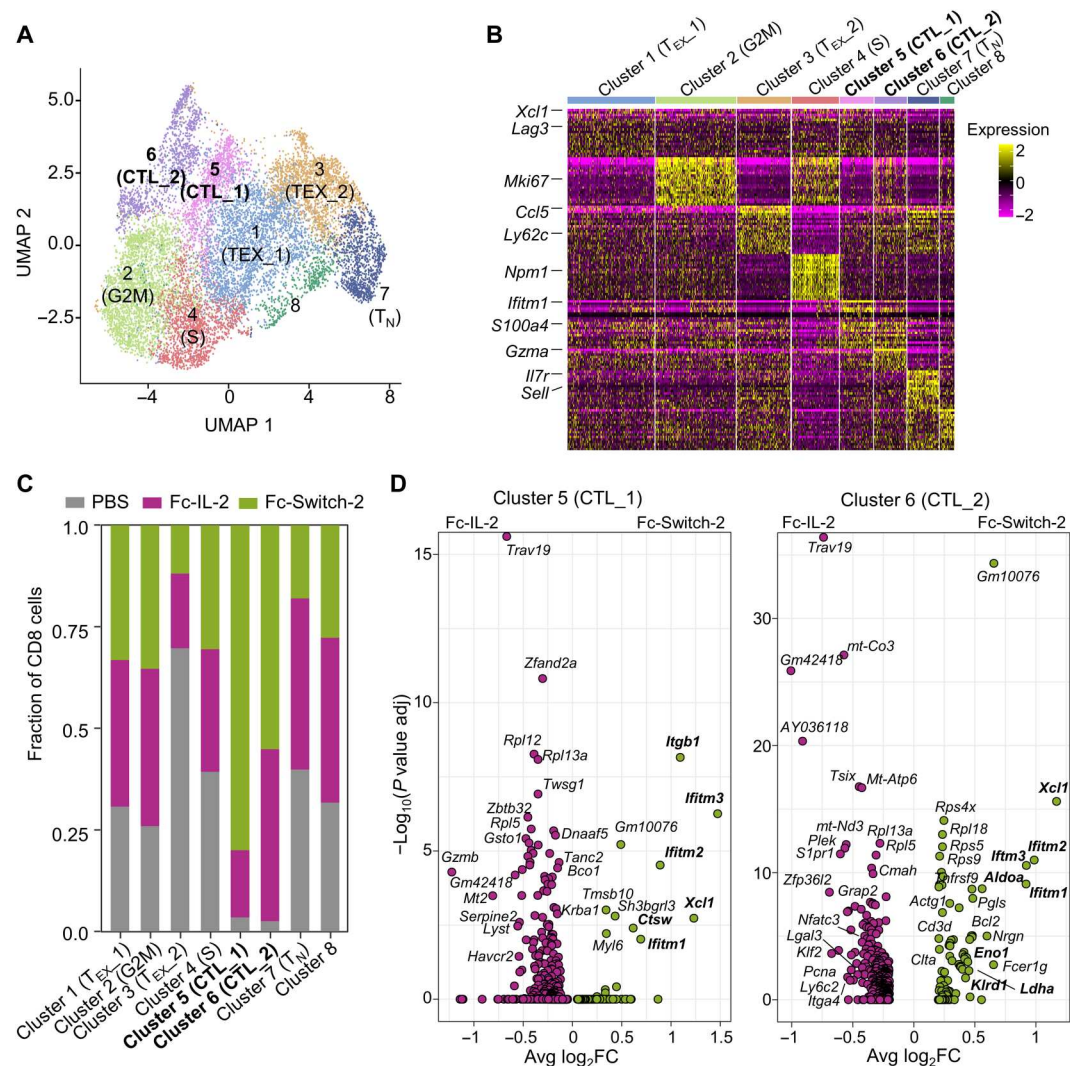 A
5.0
2.5
0.0
−2.5
UMAP 2
−4
0
4
8
UMAP 1
6
(CTL_2)
5
(CTL_1)
3
(TEX_2)
1
(TEX_1)
2
(G2M)
4
(S)
8
7
(TN)
B
Cluster 1 (TEX_1)
Cluster 2 (G2M)
Cluster 3 (TEX_2)
Cluster 4 (S)
Cluster 5 (CTL_1)
Cluster 6 (CTL_2)
Cluster 7 (TN)
Cluster 8
Xcl1
Lag3
Mki67
Ccl5
Ly62c
Npm1
Ifitm1
S100a4
Gzma
Il7r
Sell
Expression
2
0
−2
C
PBS
Fc-IL-2
Fc-Switch-2
1.0
0.75
0.5
0.25
0.0
Fraction of CD8 cells
Cluster 1 (TEX_1)
Cluster 2 (G2M)
Cluster 3 (TEX_2)
Cluster 4 (S)
Cluster 5 (CTL_1)
Cluster 6 (CTL_2)
Cluster 7 (TN)
Cluster 8
D
Cluster 5 (CTL_1)
Fc-IL-2
Fc-Switch-2
15
10
5
0
−Log10(P value adj)
Trav19
Zfand2a
Rpl12
Rpl13a
Itgb1
Twsg1
Zbtb32
Rpl5
Gsto1
Dnaaf5
Gm10076
Ifitm3
Ifitm2
Gzmb
Tanc2
Bco1
Gm42418
Mt2
Tmsb10
Xcl1
Krba1
Sh3bgrl3
Serpine2
Ctsw
Lyst
Myl6
Ifitm1
Havcr2
−1
−0.5
0
0.5
1
1.5
Avg log2FC
Cluster 6 (CTL_2)
Fc-IL-2
Fc-Switch-2
30
20
10
0
Trav19
Gm10076
mt-Co3
Gm42418
AY036118
Tsix
Mt-Atp6
Xcl1
Rps4x
mt-Nd3
Rpl13a
Rpl18
Plek
Rpl5
Rps5
Ifitm2
S1pr1
Rps9
Iftm3
Cmah
Tnfrsf9
Aldoa
Zfp36l2
Ifitm1
Grap2
Actg1
Pgls
Nfatc3
Cd3d
Bcl2
Lgal3
Nrgn
Klf2
Clta
Eno1
Fcer1g
Pcna
Ly6c2
Klrd1
Ldha
Itga4
−1
−0.5
0
0.5
1
Avg log2FC